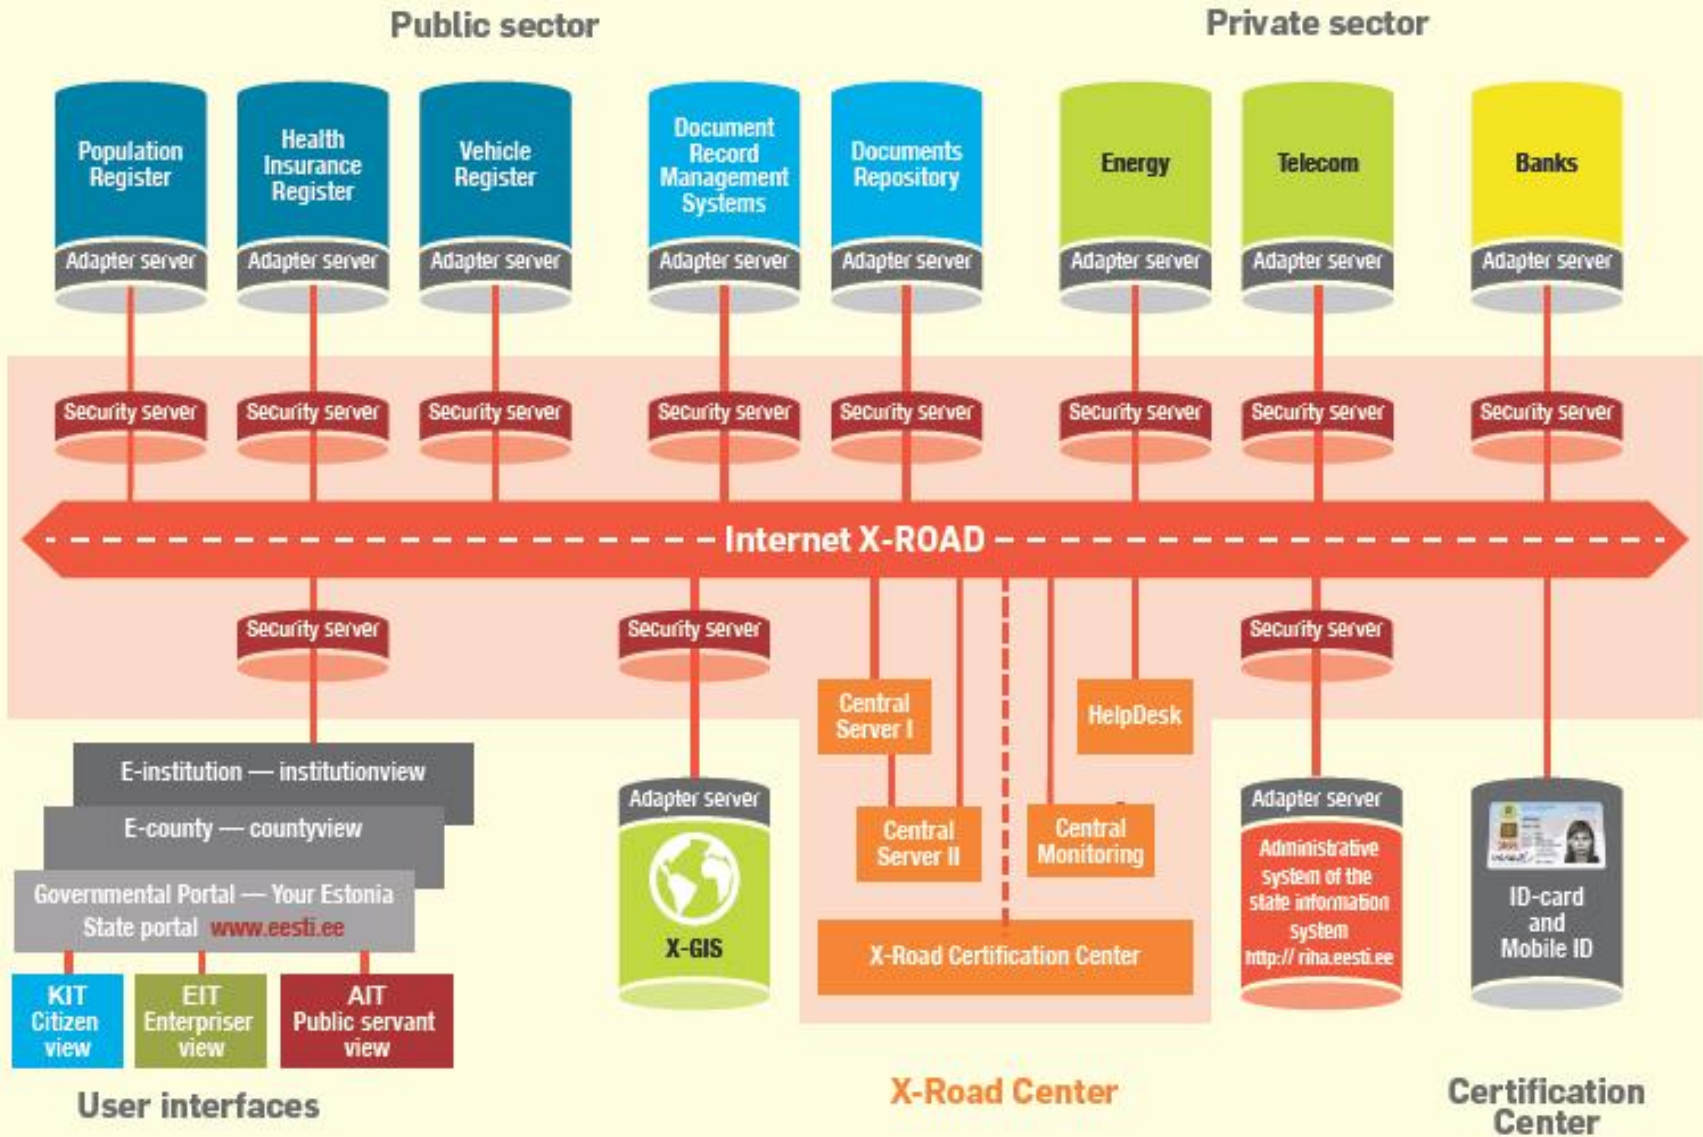 Public sector
Private sector
Population
Register
Health
Insurance
Register
Vehicle
Register
Document
Record
Management
Systems
Documents
Repository
Energy
Telecom
Banks
Adapter server
Adapter server
Adapter server
Adapter server
Adapter server
Adapter server
Adapter server
Adapter server
Security server
Security server
Security server
Security server
Security server
Security server
Security server
Security server
Internet X-ROAD
Security server
Security server
Security server
Central
Server I
HelpDesk
E-institution — institutionview
E-county — countyview
Governmental Portal — Your Estonia
State portal www.eesti.ee
KIT
Citizen
view
EIT
Enterpriser
view
AIT
Public servant
view
User interfaces
Adapter server
X-GIS
Central
Server II
Central
Monitoring
X-Road Certification Center
X-Road Center
Adapter server
Administrative
system of the
state information
system
http:// riha.eesti.ee
ID-card
and
Mobile ID
Certification
Center